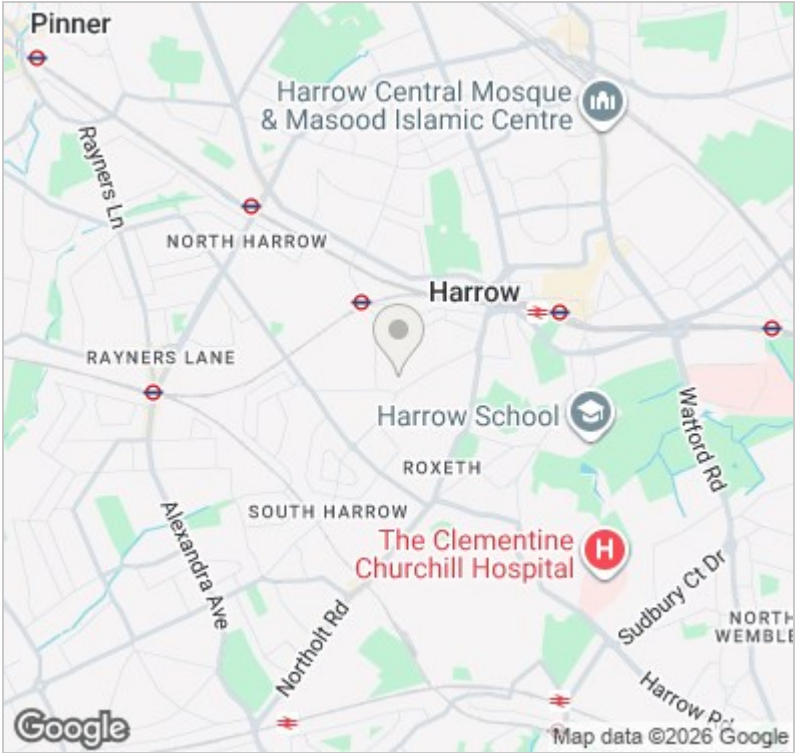 Pinner
Harrow Central Mosque
& Masood Islamic Centre
Rayners Ln
NORTH HARROW
Harrow
RAYNERS LANE
Harrow School
Watford Rd
ROXETH
SOUTH HARROW
Alexandra Ave
The Clementine
Churchill Hospital
H
Sudbury Ct Dr
NORTH
WEMBLE
Northolt Rd
Harrow Rd
Google
Map data ©2026 Google